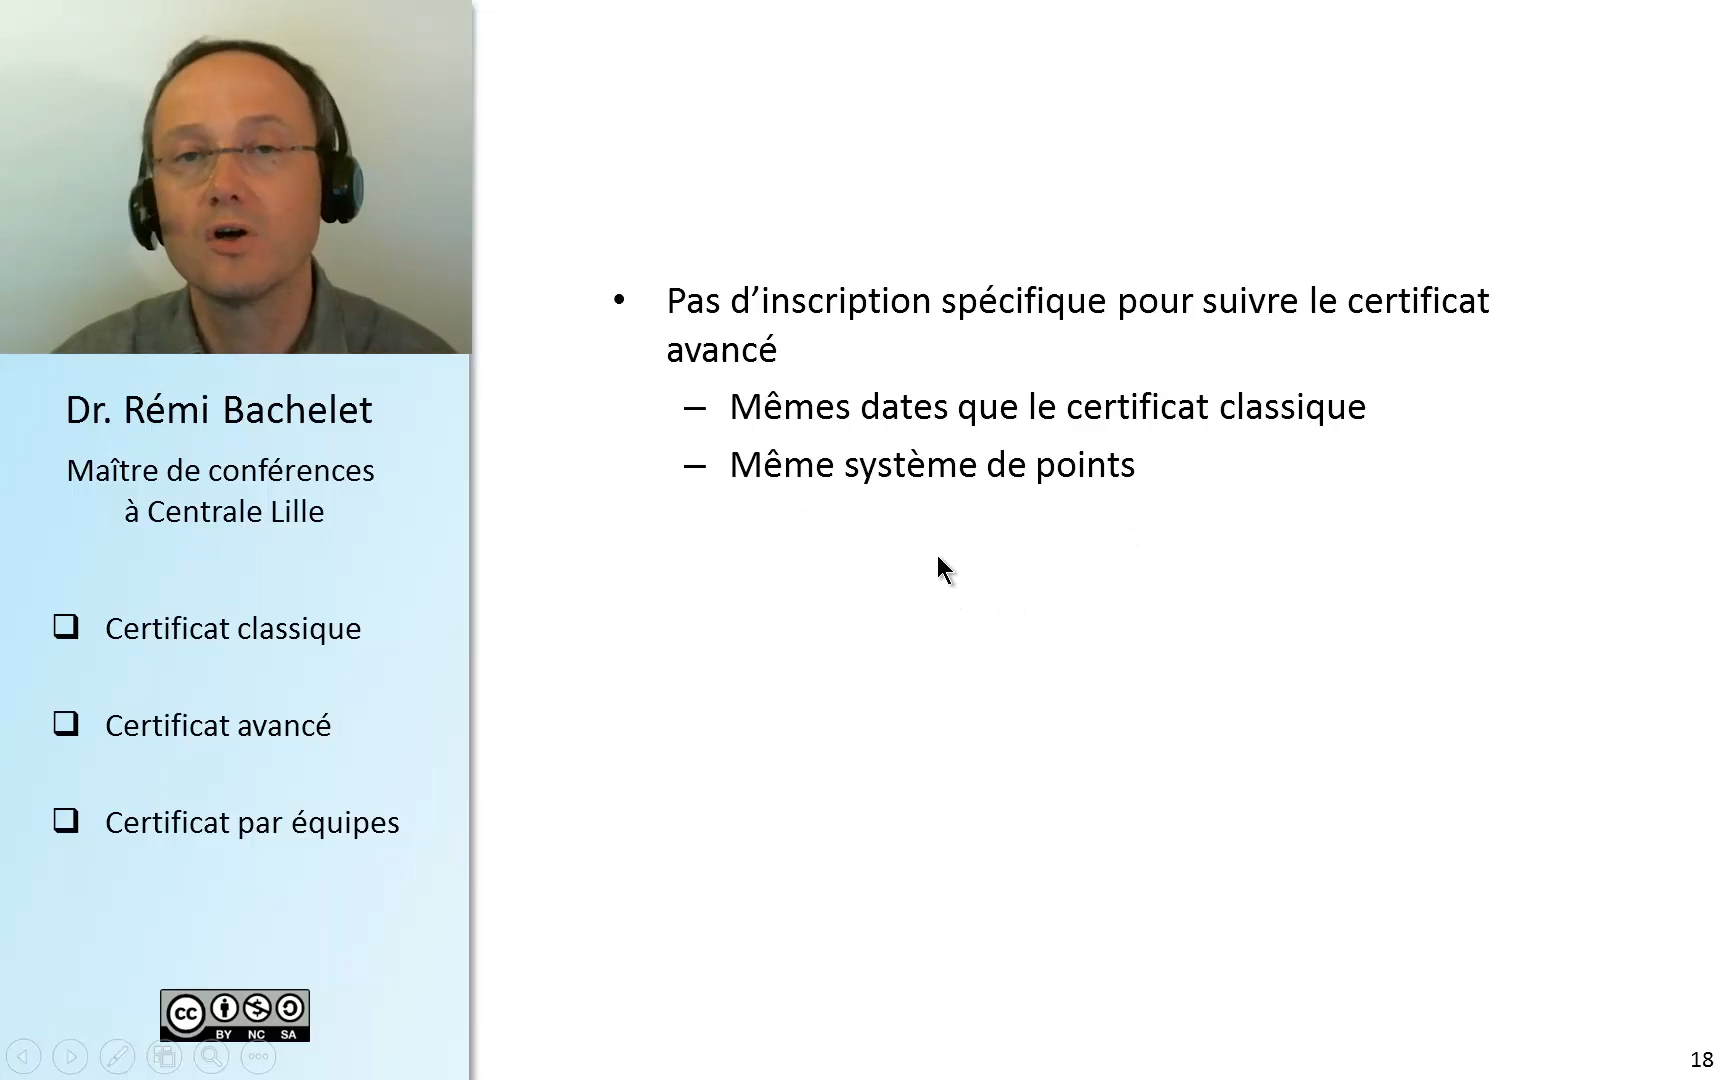 Dr. Rémi Bachelet
Maître de conférences
à Centrale Lille
Certificat classique
Certificat avancé
Certificat par équipes
cc
BY NC SA
• Pas d’inscription spécifique pour suivre le certificat
avancé
– Mêmes dates que le certificat classique
– Même système de points
18